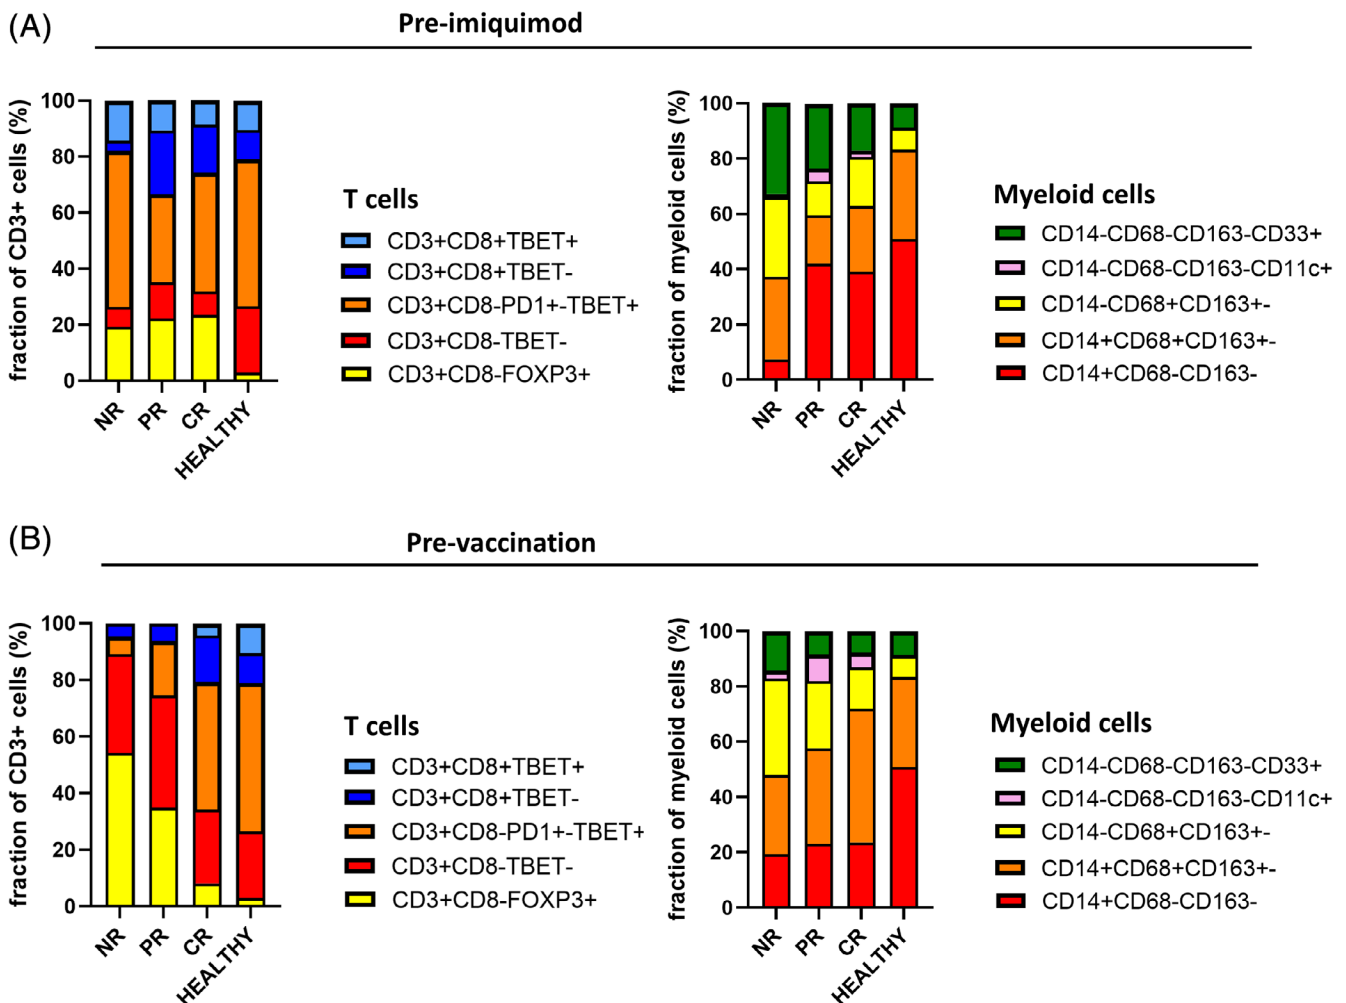 (A)
Pre-imiquimod
fraction of CD3+ cells (%)
100
80
60
40
20
0
NR
PR
CR
HEALTHY
T cells
CD3+CD8+TBET+
CD3+CD8+TBET-
CD3+CD8-PD1+-TBET+
CD3+CD8-TBET-
CD3+CD8-FOXP3+
fraction of myeloid cells (%)
100
80
60
40
20
0
NR
PR
CR
HEALTHY
Myeloid cells
CD14-CD68-CD163-CD33+
CD14-CD68-CD163-CD11c+
CD14-CD68+CD163+-
CD14+CD68+CD163+-
CD14+CD68-CD163-
(B)
Pre-vaccination
fraction of CD3+ cells (%)
100
80
60
40
20
0
NR
PR
CR
HEALTHY
T cells
CD3+CD8+TBET+
CD3+CD8+TBET-
CD3+CD8-PD1+-TBET+
CD3+CD8-TBET-
CD3+CD8-FOXP3+
fraction of myeloid cells (%)
100
80
60
40
20
0
NR
PR
CR
HEALTHY
Myeloid cells
CD14-CD68-CD163-CD33+
CD14-CD68-CD163-CD11c+
CD14-CD68+CD163+-
CD14+CD68+CD163+-
CD14+CD68-CD163-